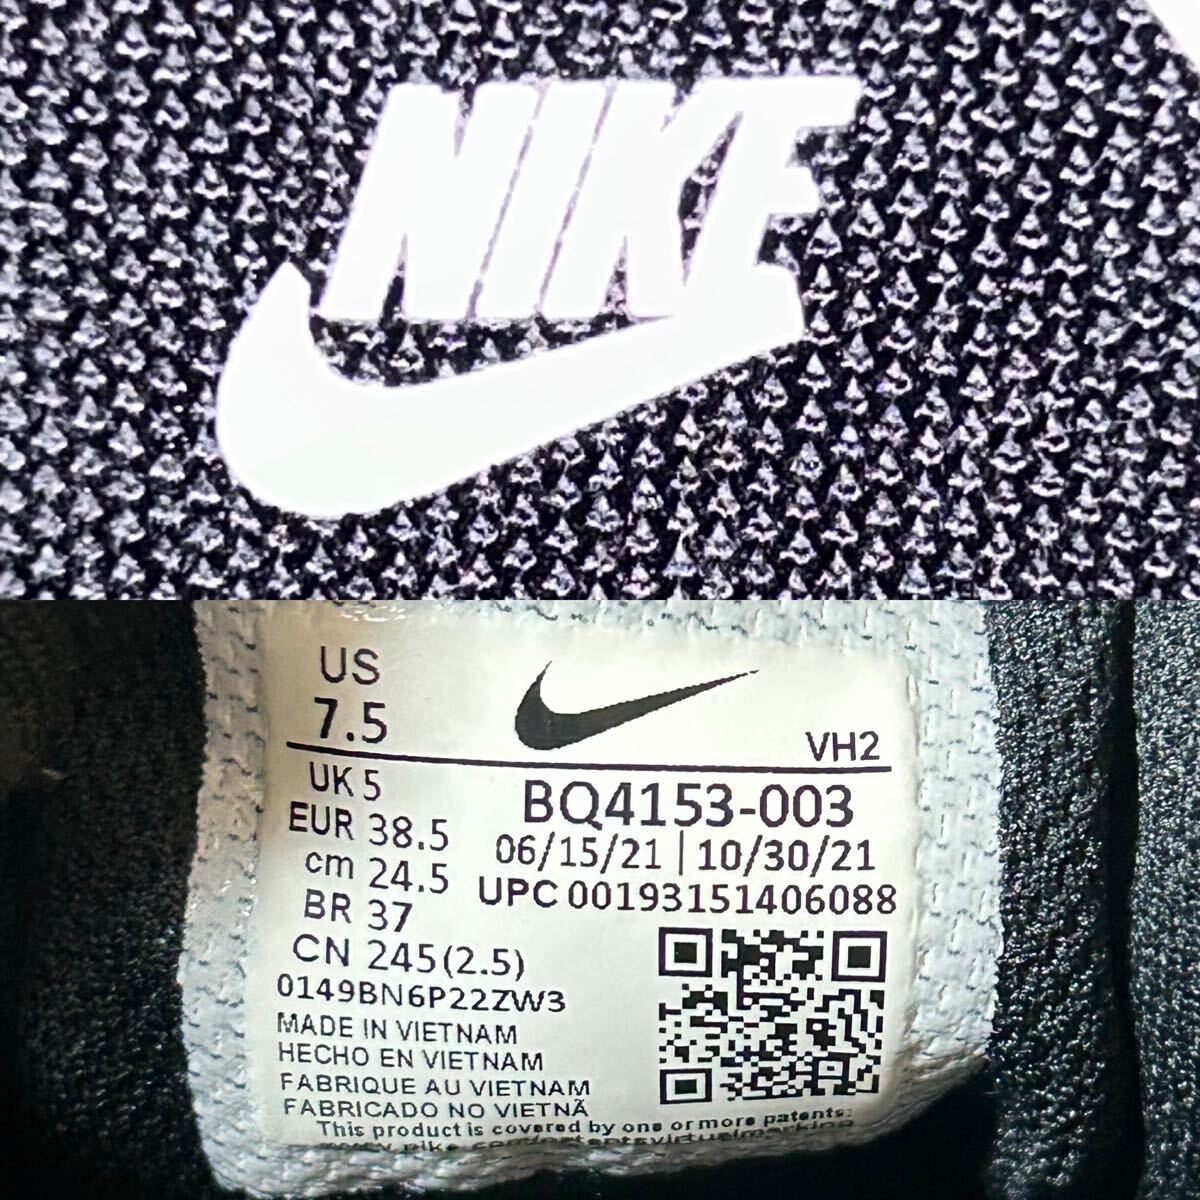 NIKE
US
7.5
VH2
UK 5
EUR 38.5
cm 24.5
BR 37
CN 245(2.5)
BQ4153-003
06/15/21 | 10/30/21
UPC 00193151406088
0149BN6P22ZW3
MADE IN VIETNAM
HECHO EN VIETNAM
FABRIQUE AU VIETNAM
FABRICADO NO VIETNÃ
This product is covered by one or more patents: